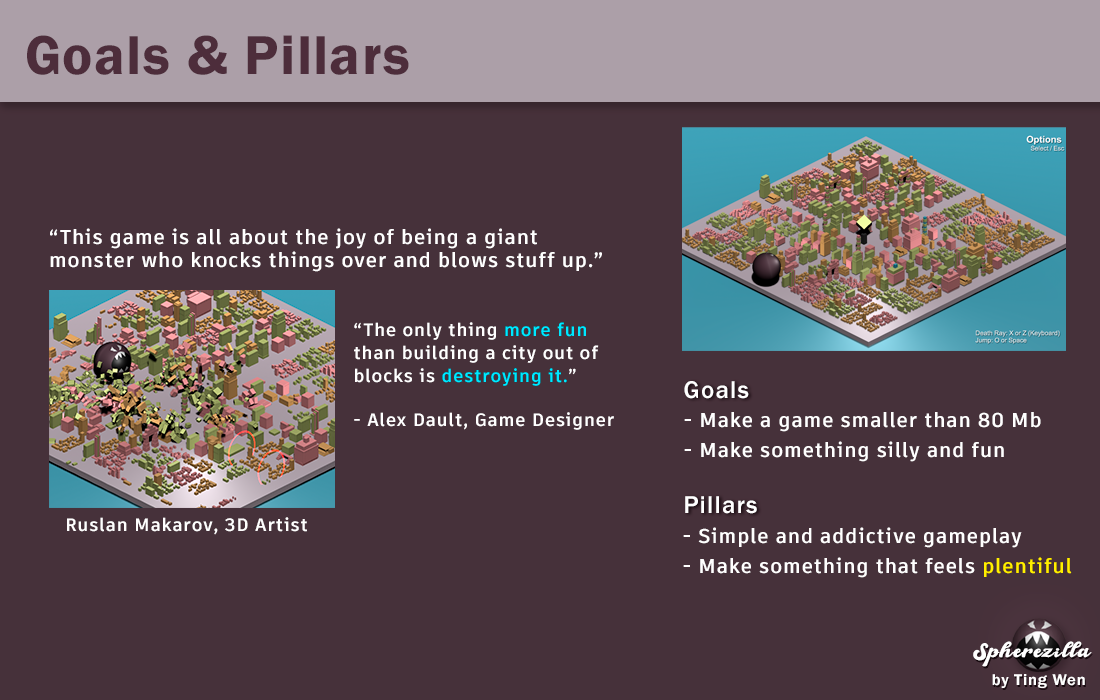 Goals & Pillars
“This game is all about the joy of being a giant
monster who knocks things over and blows stuff up.”
“The only thing more fun
than building a city out of
blocks is destroying it.”
- Alex Dault, Game Designer
Ruslan Makarov, 3D Artist
Options
Select / Esc
Death Ray: X or Z (Keyboard)
Jump: O or Space
Goals
- Make a game smaller than 80 Mb
- Make something silly and fun
Pillars
- Simple and addictive gameplay
- Make something that feels plentiful
Spherezilla
by Ting Wen